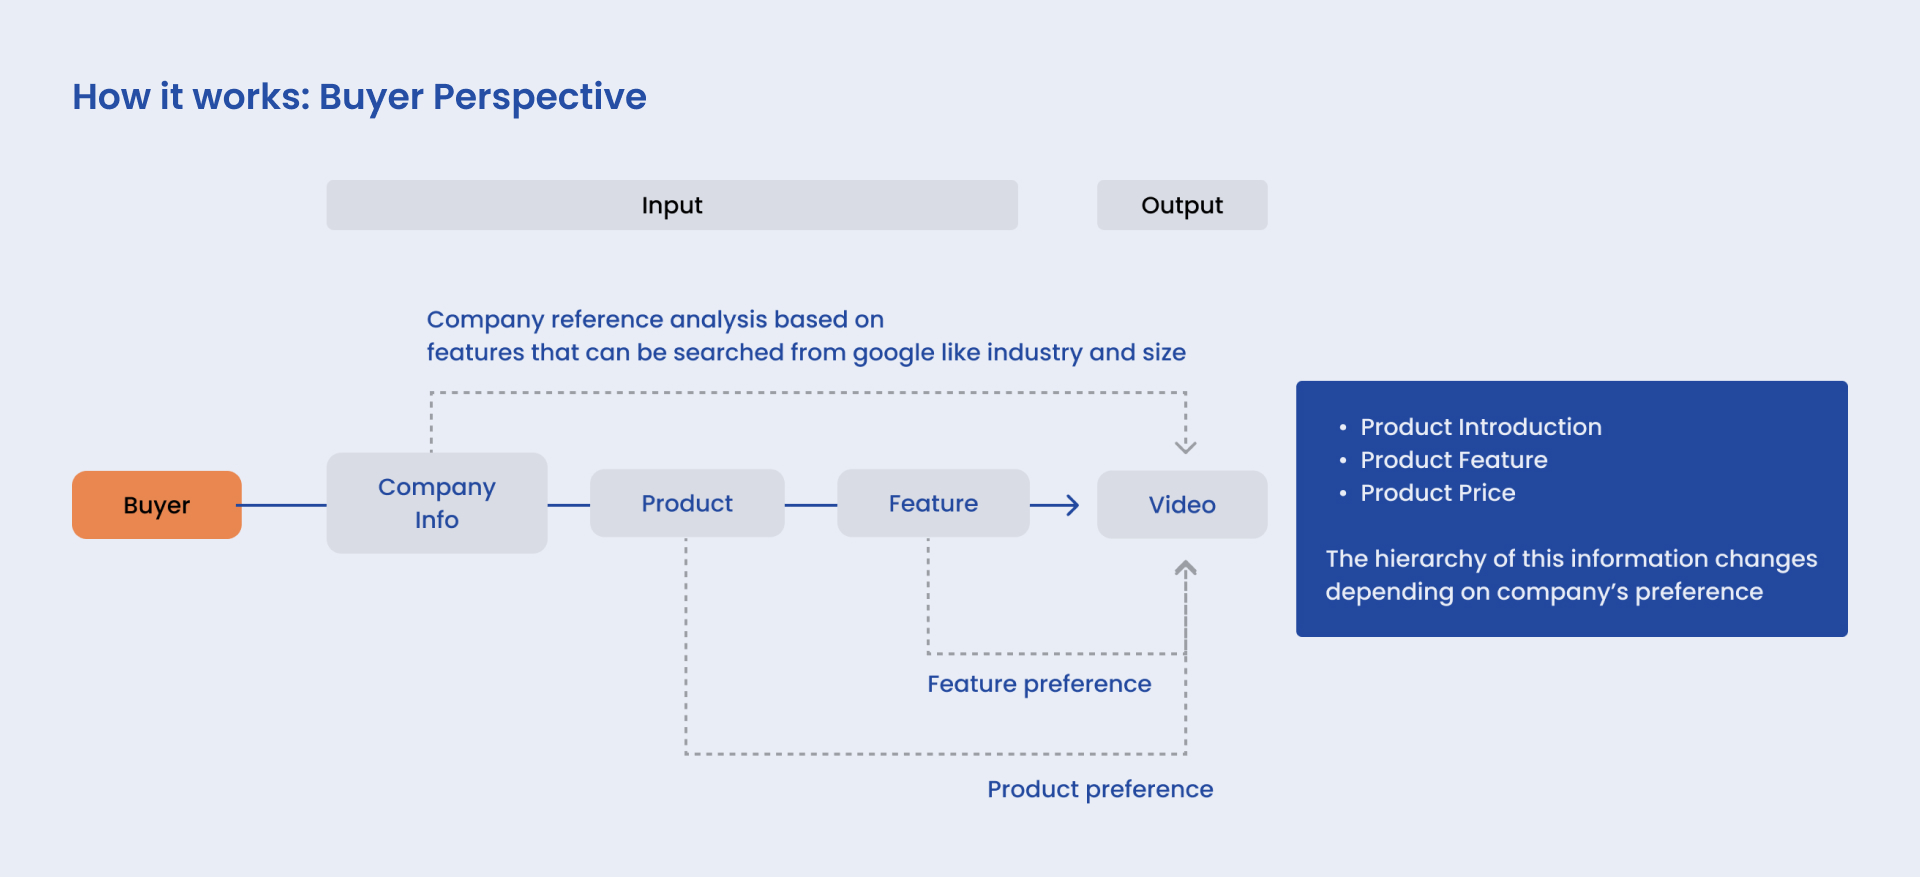 How it works: Buyer Perspective
Input
Output
Company reference analysis based on
features that can be searched from google like industry and size
Buyer
Company
Info
Product
Feature
Video
• Product Introduction
• Product Feature
• Product Price
The hierarchy of this information changes
depending on company’s preference
Feature preference
Product preference